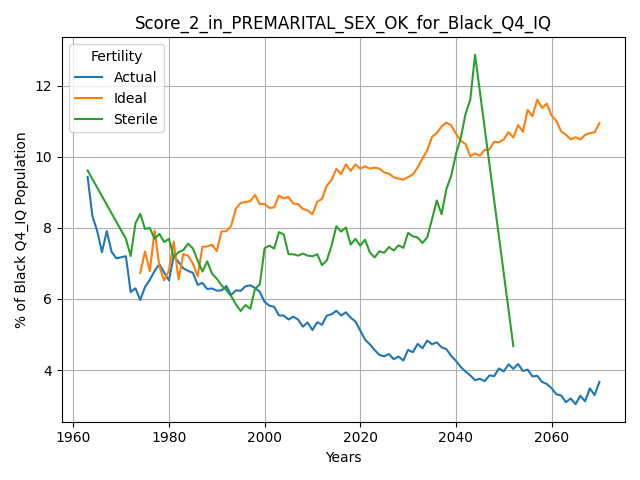 Score_2_in_PREMARITAL_SEX_OK_for_Black_Q4_IQ
Fertility
Actual
Ideal
Sterile
% of Black Q4_IQ Population
12
10
8
6
4
1960 1980 2000 2020 2040 2060
Years